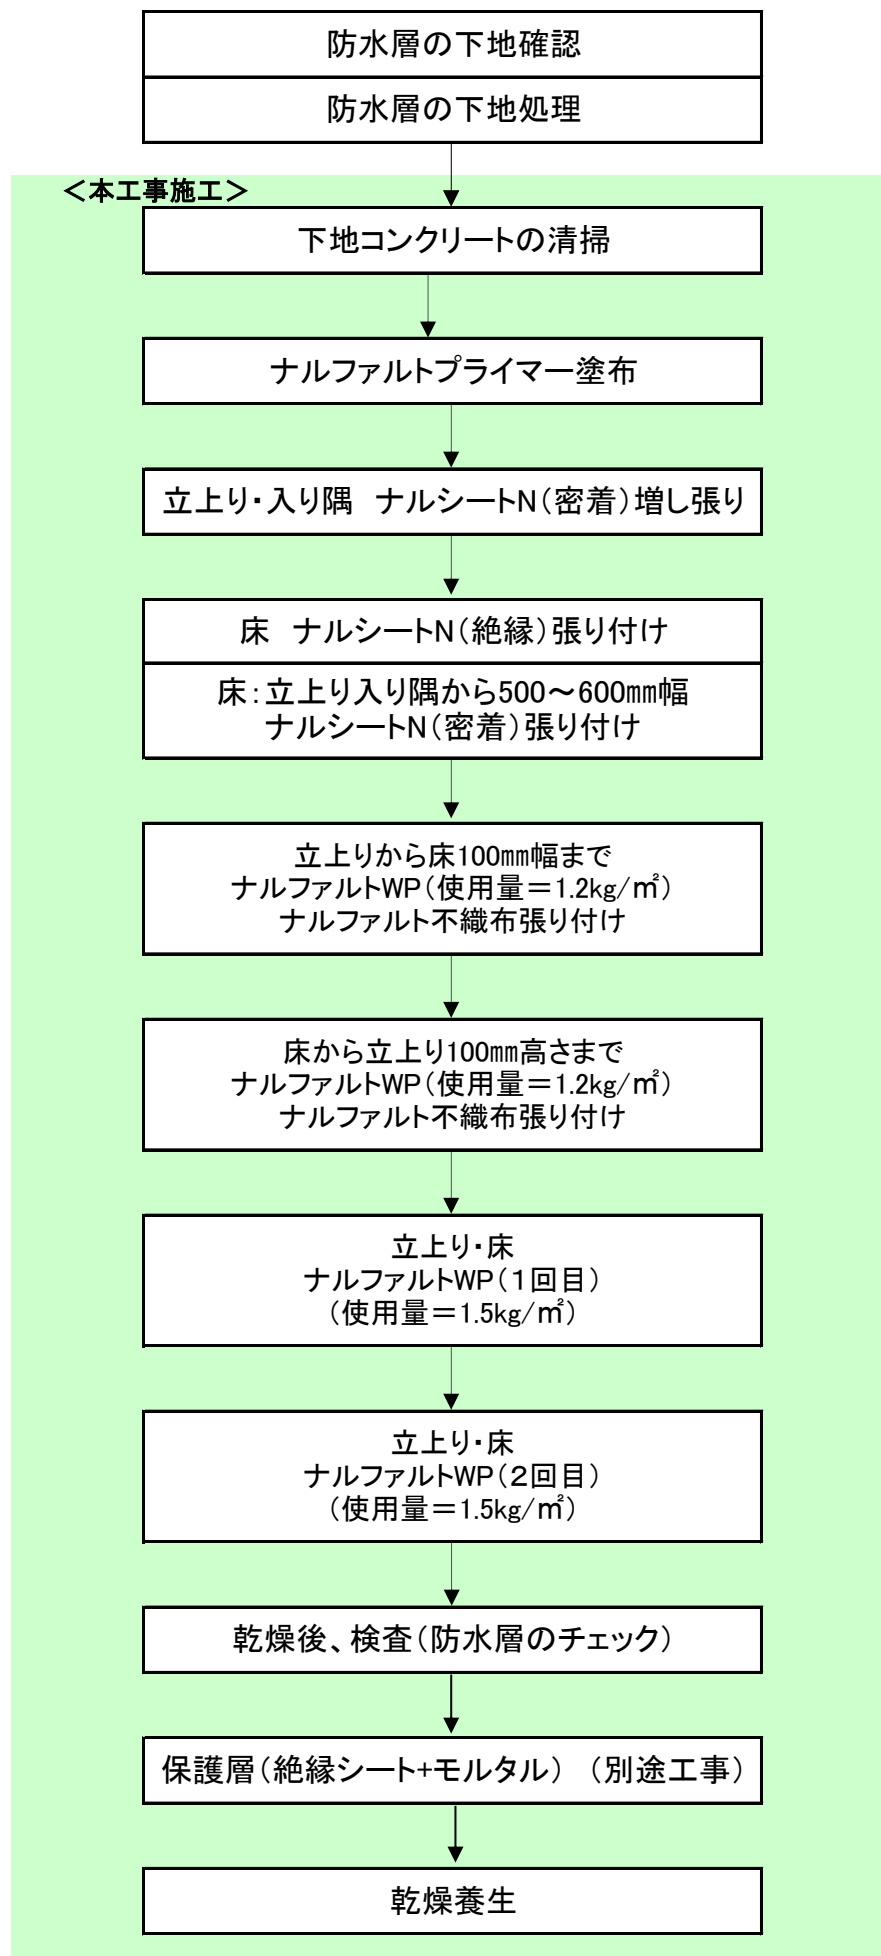 防水層の下地確認
防水層の下地処理
＜本工事施工＞
下地コンクリートの清掃
ナルファルトプライマー塗布
立上り・入り隅　ナルシートN（密着）増し張り
床　ナルシートN（絶縁）張り付け
床：立上り入り隅から500～600㎜幅
ナルシートN（密着）張り付け
立上りから床100㎜幅まで
ナルファルトWP（使用量＝1.2kg/㎡）
ナルファルト不織布張り付け
床から立上り100㎜高さまで
ナルファルトWP（使用量＝1.2kg/㎡）
ナルファルト不織布張り付け
立上り・床
ナルファルトWP（１回目）
（使用量＝1.5kg/㎡）
立上り・床
ナルファルトWP（２回目）
（使用量＝1.5kg/㎡）
乾燥後、検査（防水層のチェック）
保護層（絶縁シート+モルタル）　（別途工事）
乾燥養生